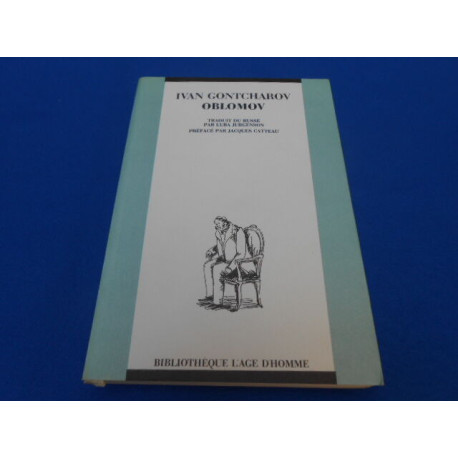 IVAN GONTCHAROV
OBLOMOV
TRADUIT DU RUSSE
PAR LUBA JURGENSON
PRÉFACE PAR JACQUES CATTEAU
BIBLIOTHÈQUE L'AGE D'HOMME